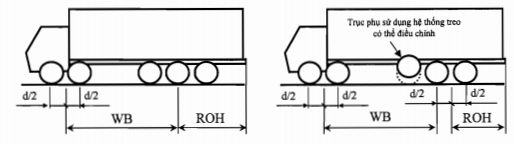 Trục phụ sử dụng hệ thống treo
có thể điều chỉnh
d/2 d/2
WB ROH
d/2 d/2 d/2
WB ROH